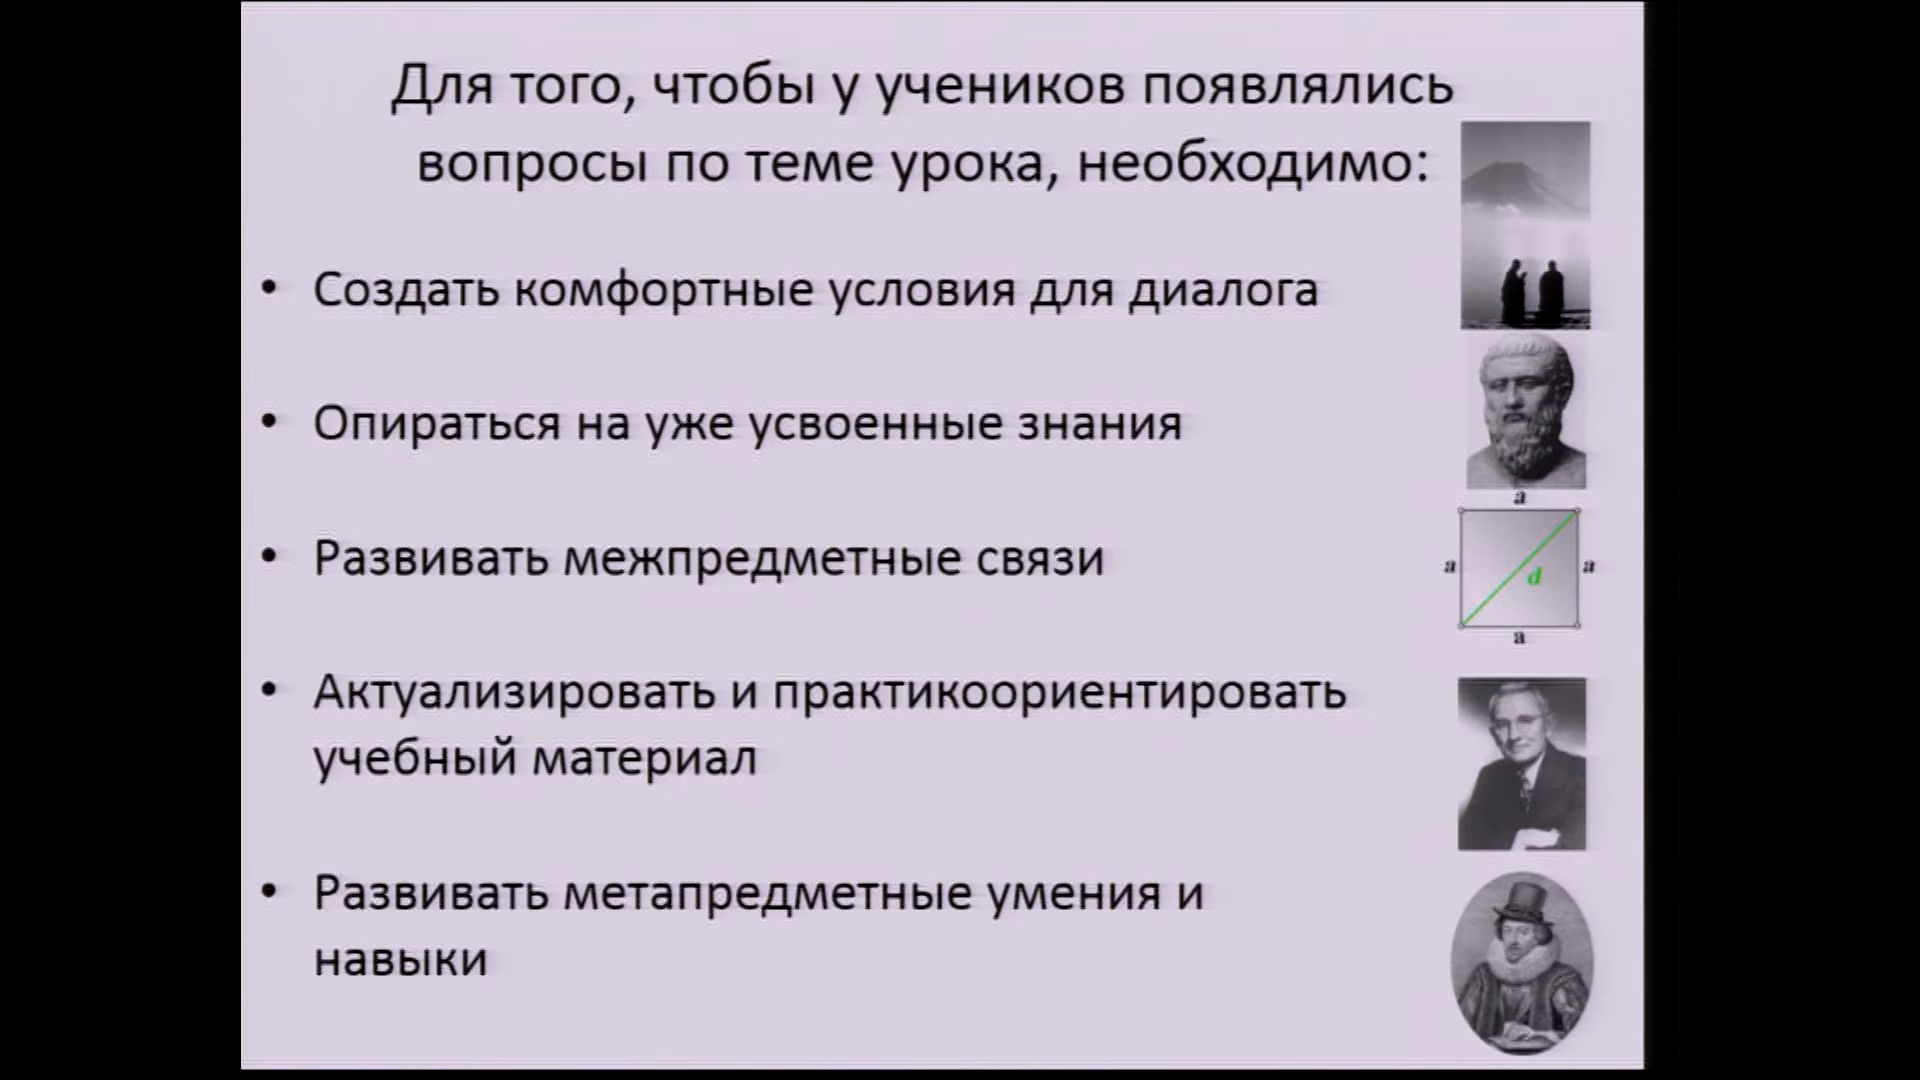 Для того, чтобы у учеников появлялись
вопросы по теме урока, необходимо:
• Создать комфортные условия для диалога
• Опираться на уже усвоенные знания
• Развивать межпредметные связи
• Актуализировать и практикоориентировать
учебный материал
• Развивать метапредметные умения и
навыки
a
a
d
a
a